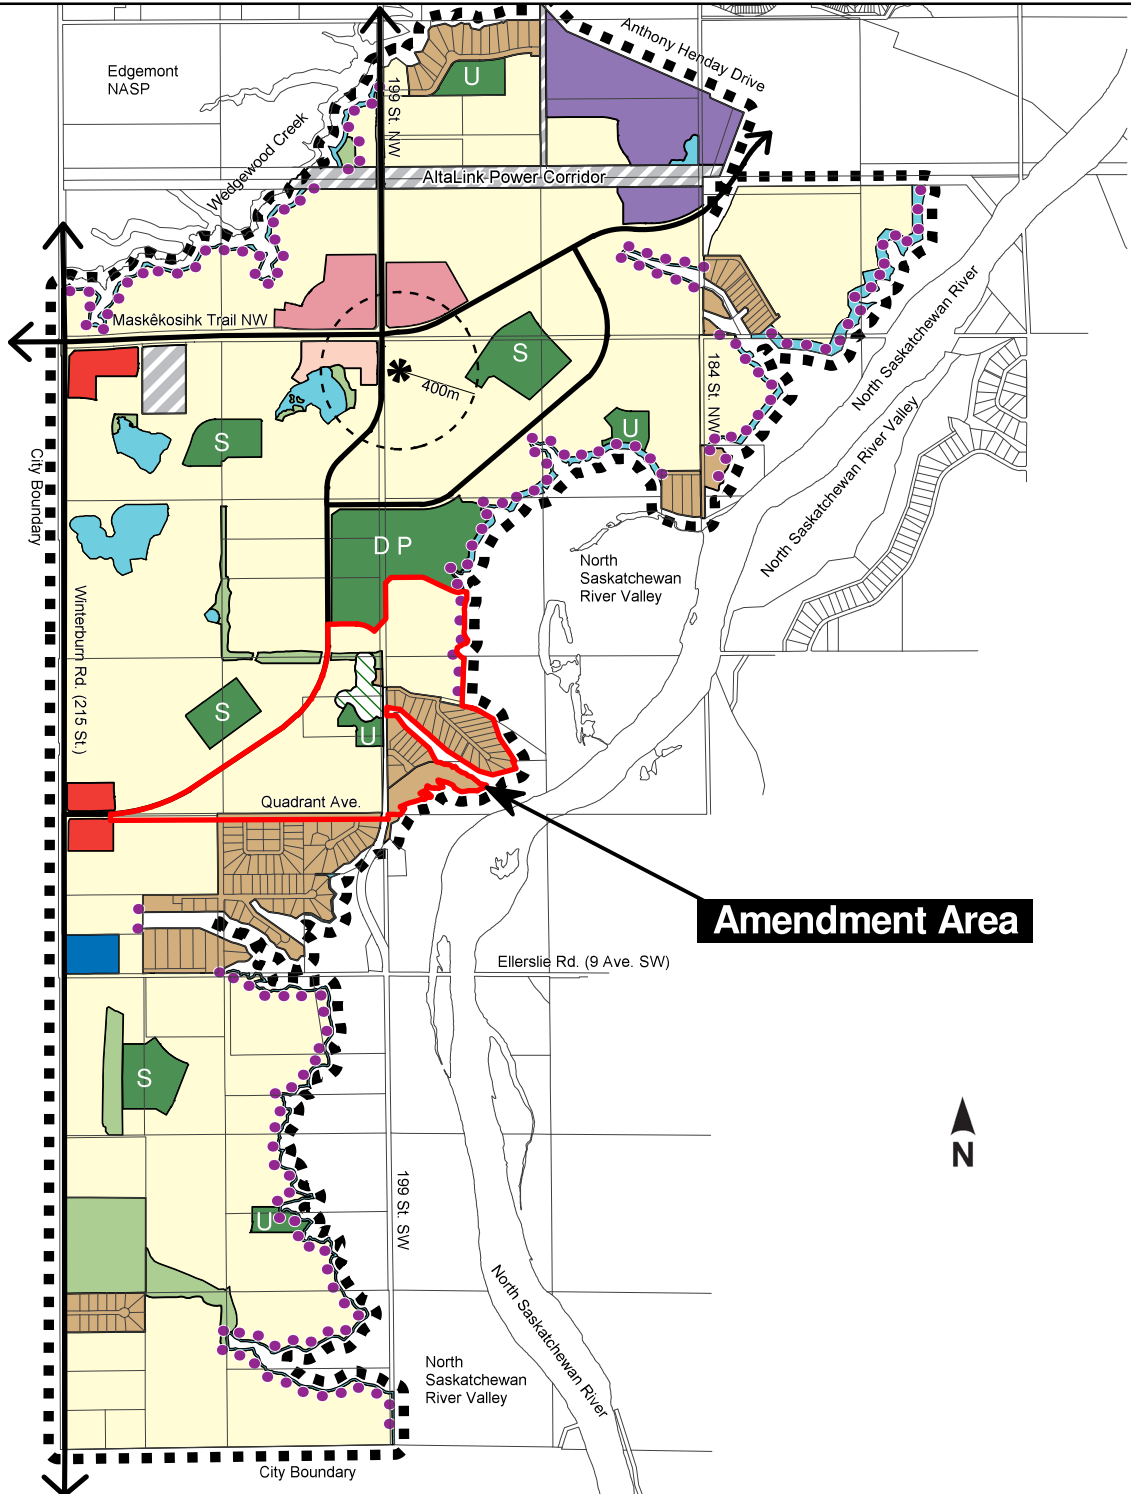 Edgemont
NASP
Anthony Henday Drive
U
199 St. NW
Wedgewood Creek
AltaLink Power Corridor
Maskêkosihk Trail NW
North Saskatchewan River
S
400m
184 St. NW
U
S
City Boundary
North Saskatchewan River Valley
D P
North
Saskatchewan
River Valley
Winterburn Rd. (215 St.)
S
U
Quadrant Ave.
Amendment Area
Ellerslie Rd. (9 Ave. SW)
S
N
199 St. SW
U
North Saskatchewan River
North
Saskatchewan
River Valley
City Boundary